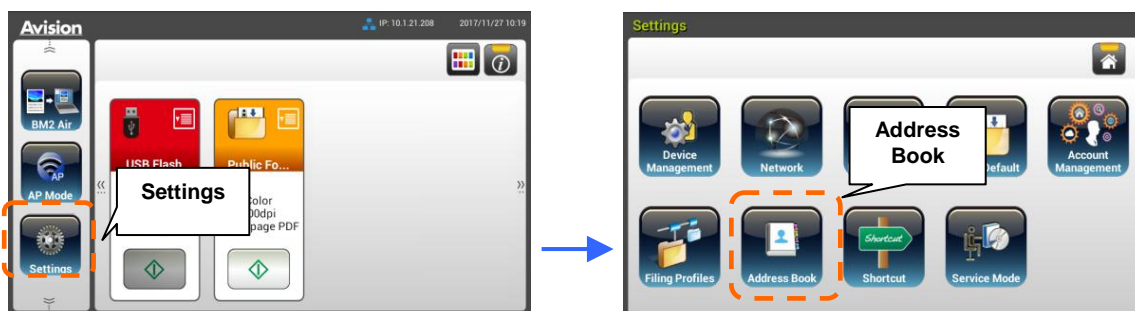 Avision
IP: 10.1.21.208 2017/11/27 10:19
BM2 Air
AP
AP Mode
Settings
USB Flash
Public Fo...
Settings
Color
page PDF
Settings
Device
Management
Network
Address
Book
Default
Account
Management
Filing Profiles
Address Book
Shortcut
Shortcut
Service Mode